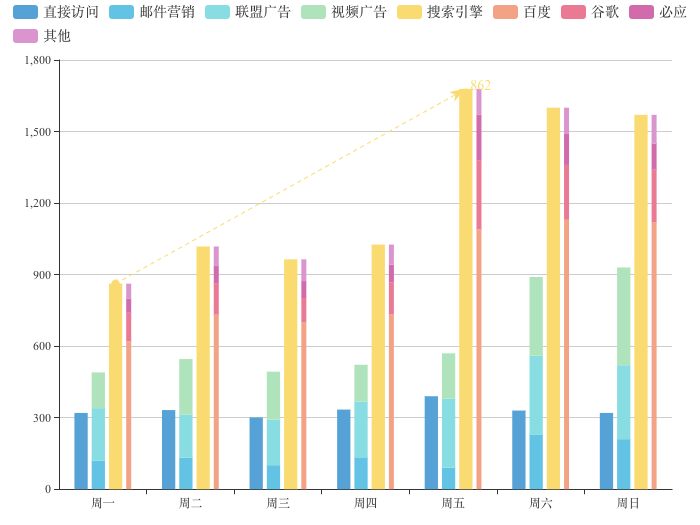 直接访问 邮件营销 联盟广告 视频广告 搜索引擎 百度 谷歌 必应
其他
1,800
862
1,500
1,200
900
600
300
0
周一 周二 周三 周四 周五 周六 周日